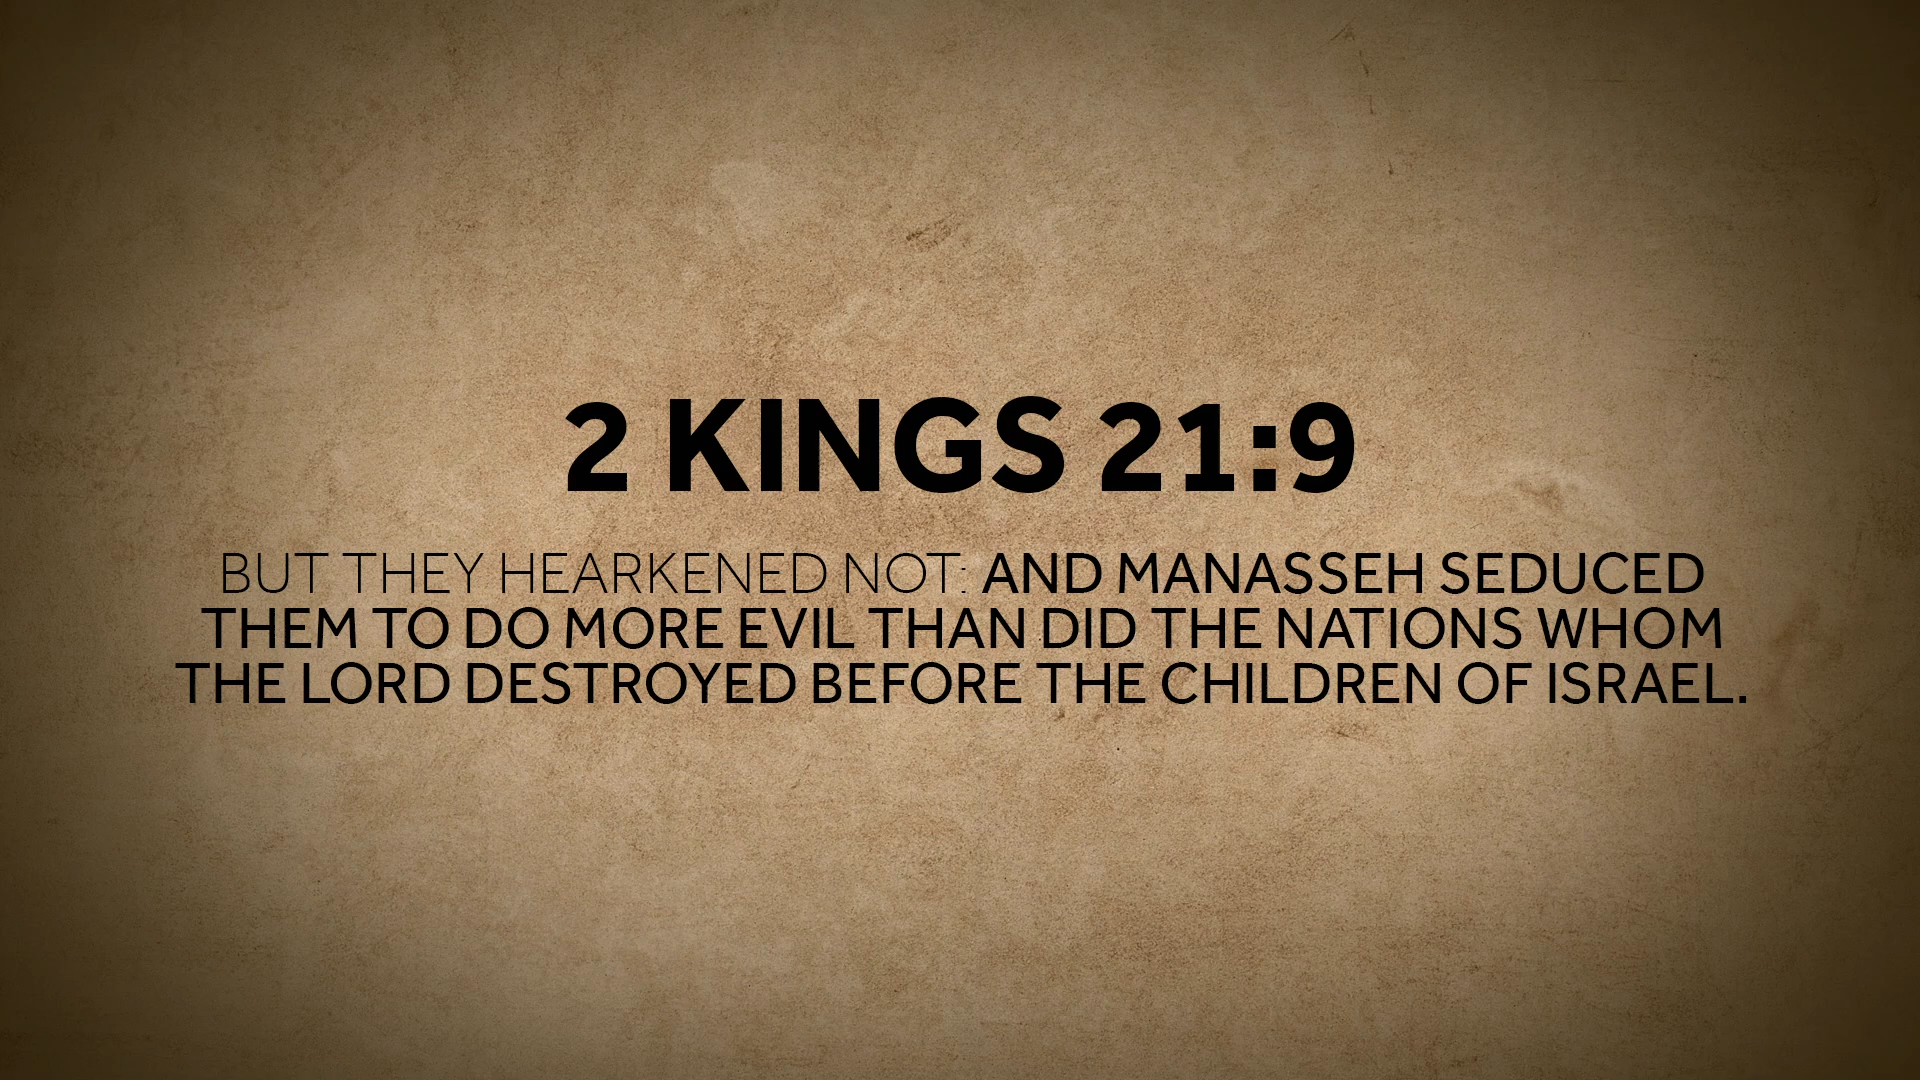 2 KINGS 21:9
BUT THEY HEARKENED NOT: AND MANASSEH SEDUCED
THEM TO DO MORE EVIL THAN DID THE NATIONS WHOM
THE LORD DESTROYED BEFORE THE CHILDREN OF ISRAEL.